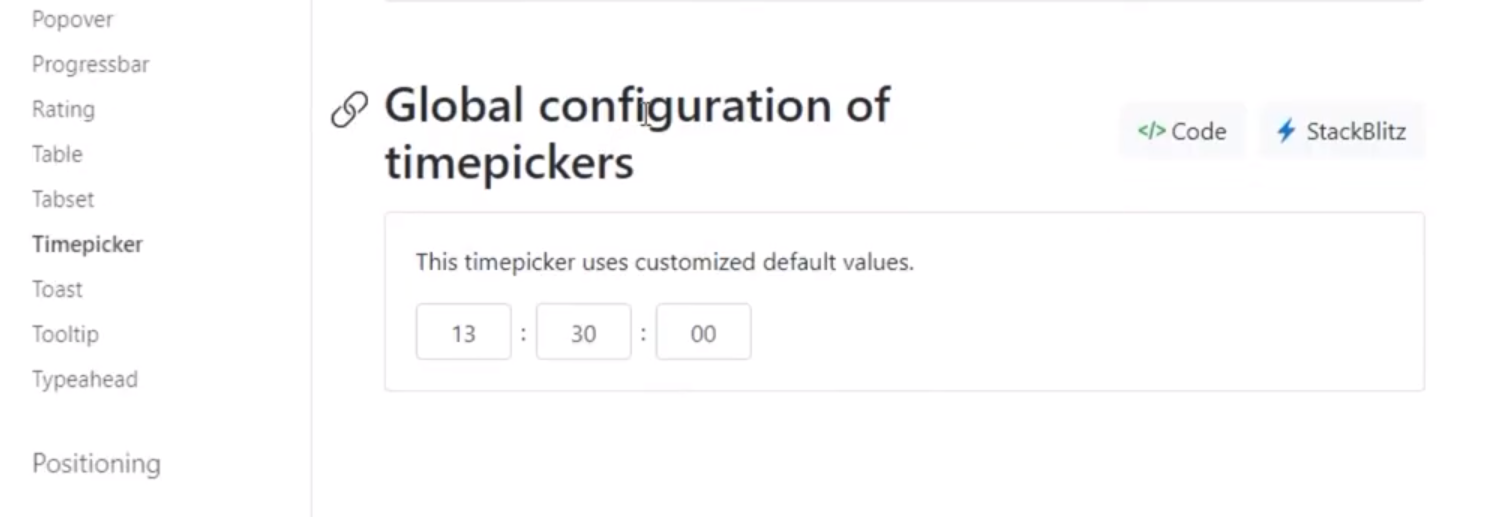 Popover
Progressbar
Rating
Table
Tabset
Timepicker
Toast
Tooltip
Typeahead
Positioning
Global configuration of
timepickers
</> Code
StackBlitz
This timepicker uses customized default values.
13 : 30 : 00